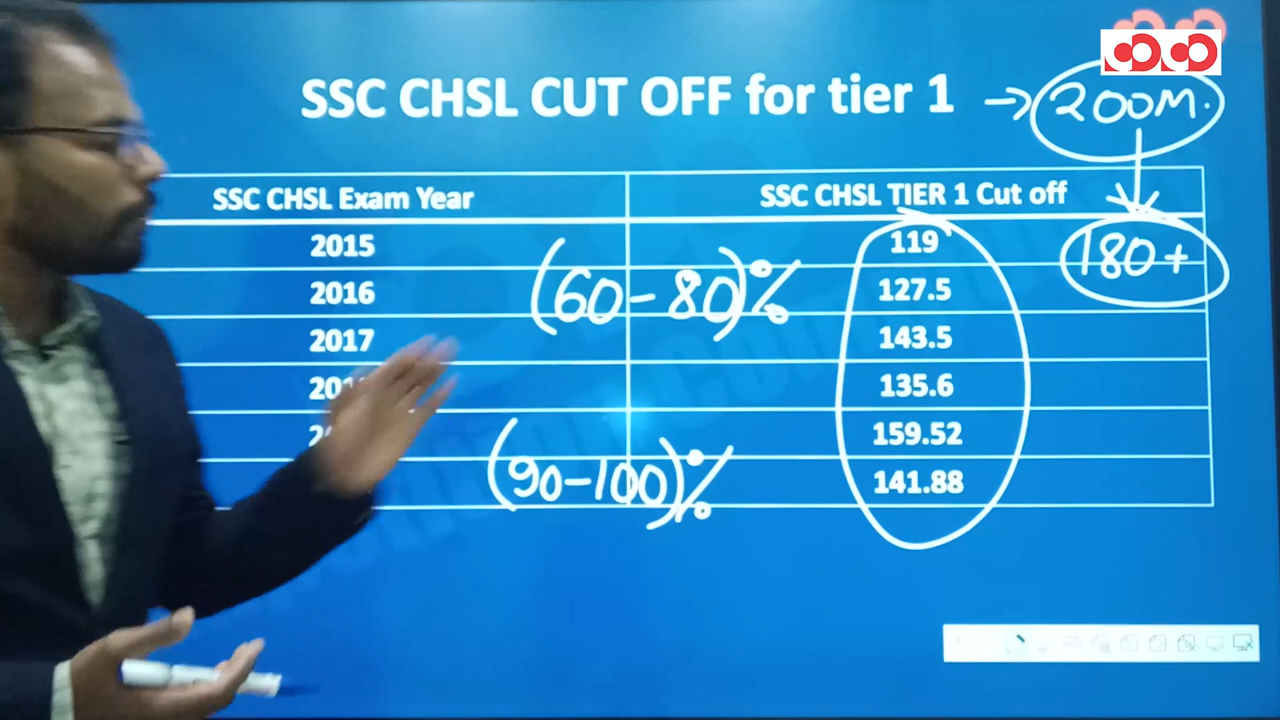 SSC CHSL CUT OFF for tier 1 → 200M.
SSC CHSL Exam Year SSC CHSL TIER 1 Cut off
2015 119 180+
2016 (60-80)% 127.5
2017 143.5
135.6
159.52
(90-100)% 141.88